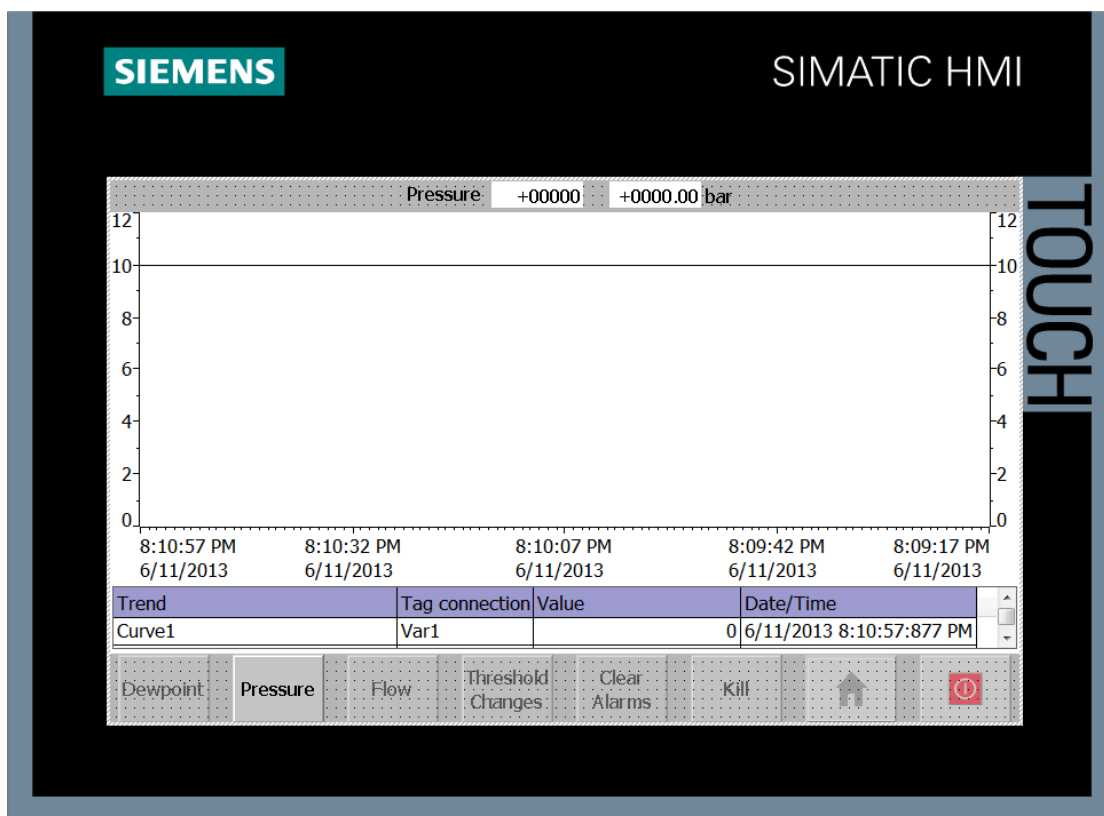 SIEMENS
SIMATIC HMI
TOUCH
Pressure +00000 +0000.00 bar
12 12
10 10
8 8
6 6
4 4
2 2
0 0
8:10:57 PM 8:10:32 PM 8:10:07 PM 8:09:42 PM 8:09:17 PM
6/11/2013 6/11/2013 6/11/2013 6/11/2013 6/11/2013
Trend Tag connection Value Date/Time
Curve1 Var1 0 6/11/2013 8:10:57:877 PM
Dewpoint Pressure Flow Threshold Changes Clear Alarms Kill